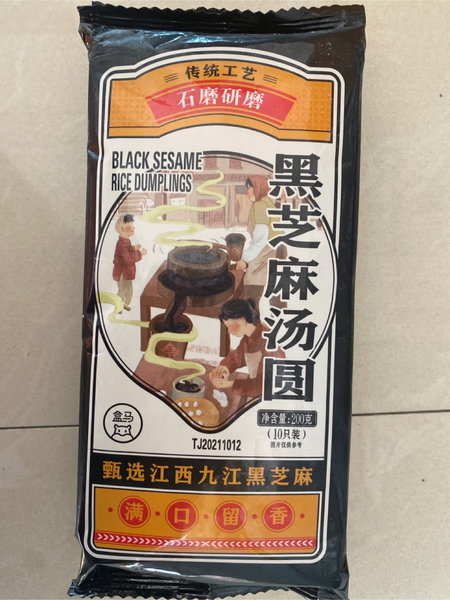 传统工艺
石磨研磨
BLACK SESAME
RICE DUMPLINGS
黑芝麻汤圆
净含量:200克
(10只装)
图片仅供参考
盒马
TJ20211012
甄选江西九江黑芝麻
满·口·留·香